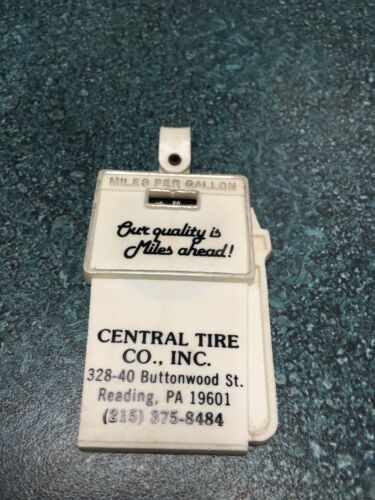 MILES PER GALLON
Our quality is
Miles ahead!
CENTRAL TIRE
CO., INC.
328-40 Buttonwood St.
Reading, PA 19601
(215) 375-8484